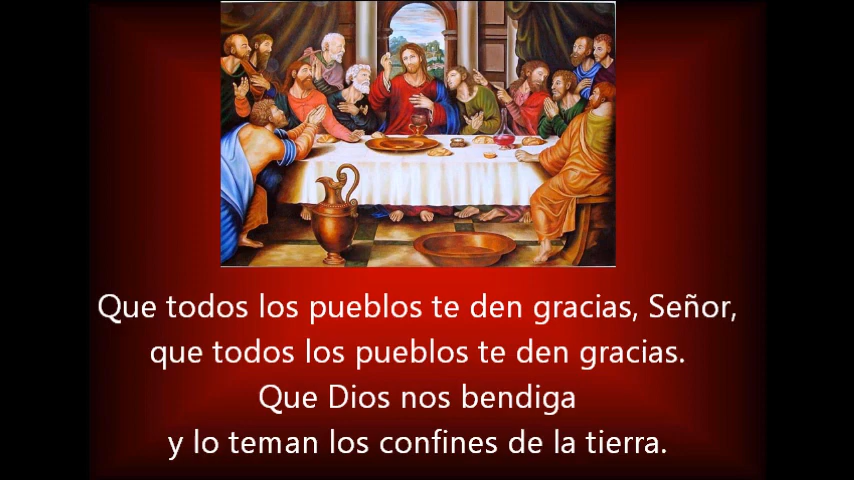 Que todos los pueblos te den gracias, Señor,
que todos los pueblos te den gracias.
Que Dios nos bendiga
y lo teman los confines de la tierra.